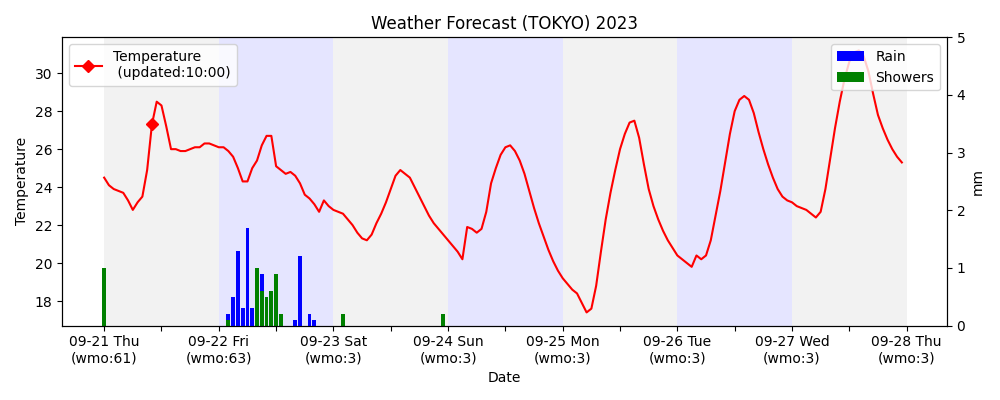 Weather Forecast (TOKYO) 2023
Temperature
(updated:10:00)
Rain
Showers
Temperature
30
28
26
24
22
20
18
5
4
3
2
1
0
mm
09-21 Thu 09-22 Fri 09-23 Sat 09-24 Sun 09-25 Mon 09-26 Tue 09-27 Wed 09-28 Thu
(wmo:61) (wmo:63) (wmo:3) (wmo:3) (wmo:3) (wmo:3) (wmo:3) (wmo:3)
Date